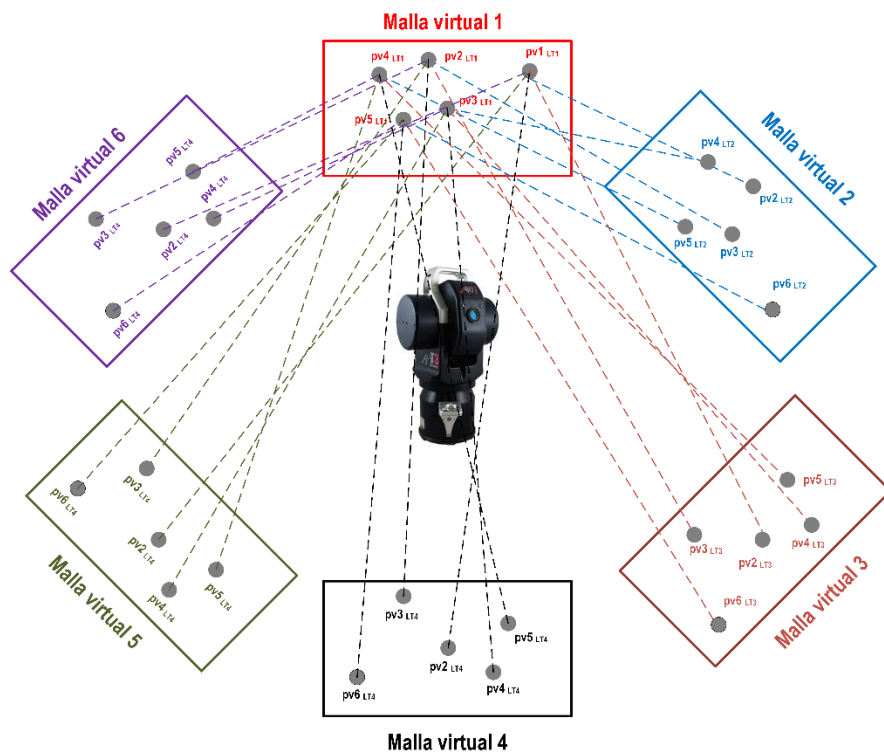 Malla virtual 1
pv4 LT1
pv2 LT1
pv1 LT1
pv3 LT1
pv5 LT1
Malla virtual 6
pv5 LT4
pv4 LT4
pv3 LT4
pv2 LT4
pv6 LT4
Malla virtual 2
pv4 LT2
pv2 LT2
pv5 LT2
pv3 LT2
pv6 LT2
Malla virtual 5
pv3 LT4
pv6 LT4
pv2 LT4
pv5 LT4
pv4 LT4
Malla virtual 3
pv5 LT3
pv4 LT3
pv3 LT3
pv2 LT3
pv6 LT3
pv3 LT4
pv5 LT4
pv2 LT4
pv4 LT4
pv6 LT4
Malla virtual 4